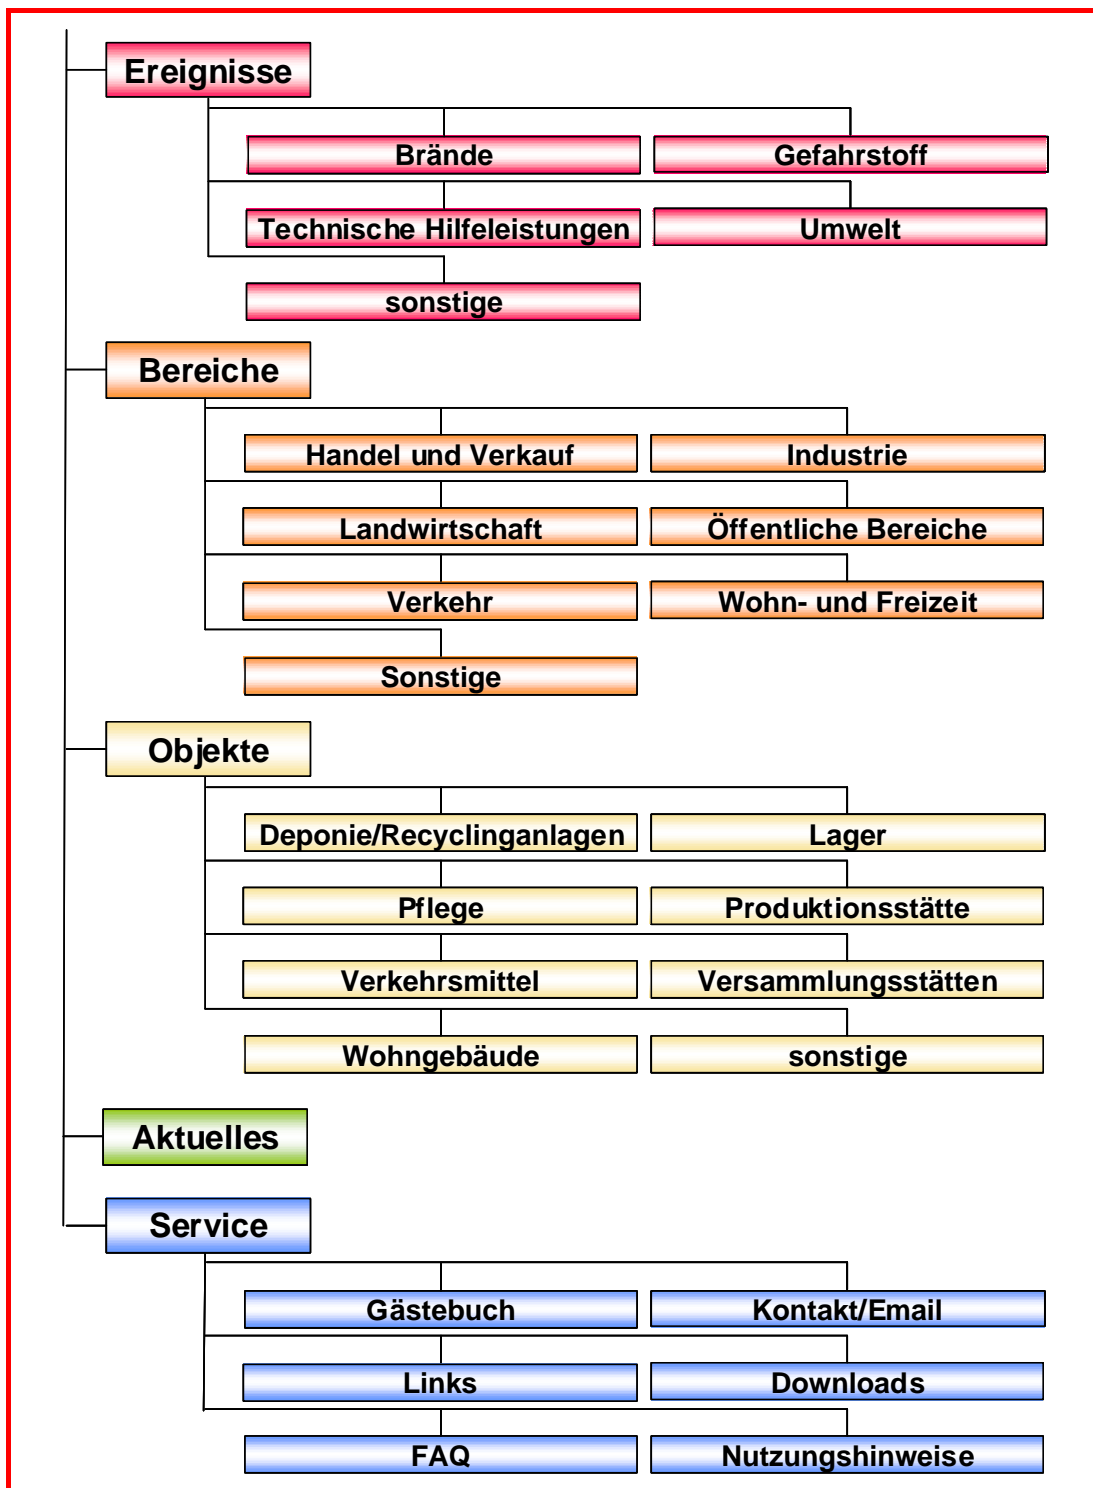 Ereignisse
Brände
Gefahrstoff
Technische Hilfeleistungen
Umwelt
sonstige
Bereiche
Handel und Verkauf
Industrie
Landwirtschaft
Öffentliche Bereiche
Verkehr
Wohn- und Freizeit
Sonstige
Objekte
Deponie/Recyclinganlagen
Lager
Pflege
Produktionsstätte
Verkehrsmittel
Versammlungsstätten
Wohngebäude
sonstige
Aktuelles
Service
Gästebuch
Kontakt/Email
Links
Downloads
FAQ
Nutzungshinweise